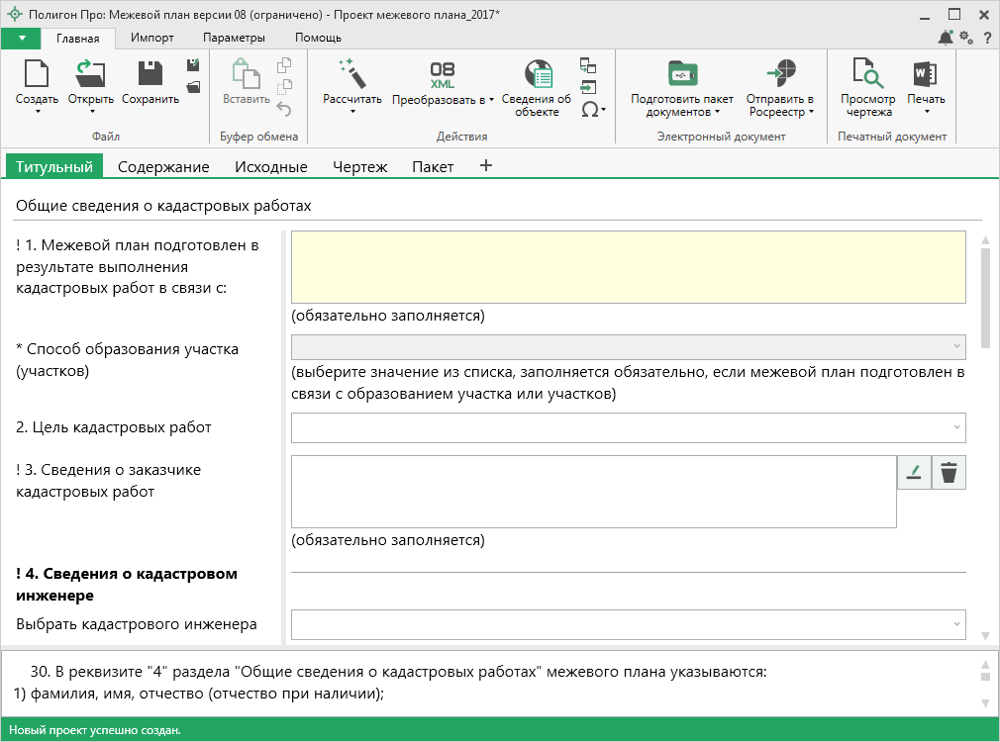 Полигон Про: Межевой план версии 08 (ограничено) - Проект межевого плана_2017*
Главная Импорт Параметры Помощь
?
Создать Открыть Сохранить
Файл
Вставить
Буфер обмена
08
XML
Рассчитать Преобразовать в Сведения об
объекте
Ω
Действия
Подготовить пакет
документов
Отправить в
Росреестр
Электронный документ
Просмотр
чертежа
W
Печать
Печатный документ
Титульный Содержание Исходные Чертеж Пакет +
Общие сведения о кадастровых работах
! 1. Межевой план подготовлен в
результате выполнения
кадастровых работ в связи с:
(обязательно заполняется)
* Способ образования участка
(участков)
(выберите значение из списка, заполняется обязательно, если межевой план подготовлен в
связи с образованием участка или участков)
2. Цель кадастровых работ
! 3. Сведения о заказчике
кадастровых работ
(обязательно заполняется)
! 4. Сведения о кадастровом
инженере
Выбрать кадастрового инженера
30. В реквизите "4" раздела "Общие сведения о кадастровых работах" межевого плана указываются:
1) фамилия, имя, отчество (отчество при наличии);
Новый проект успешно создан.